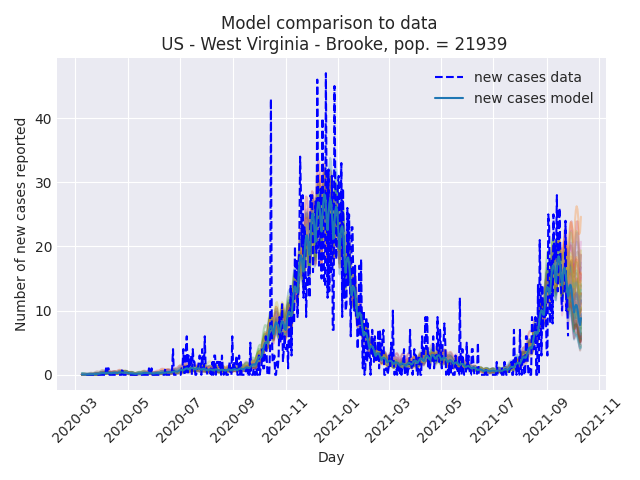 Model comparison to data
US - West Virginia - Brooke, pop. = 21939
new cases data
new cases model
Number of new cases reported
40
30
20
10
0
2020-03
2020-05
2020-07
2020-09
2020-11
2021-01
2021-03
2021-05
2021-07
2021-09
2021-11
Day